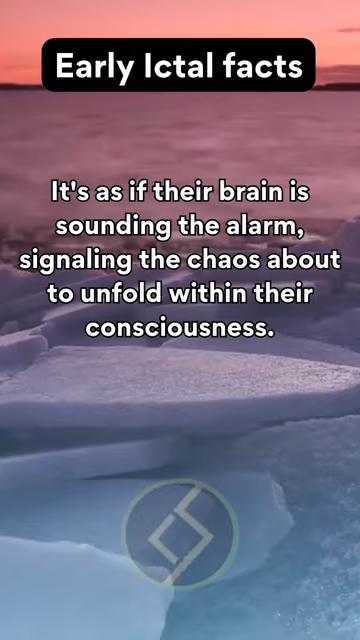 Early Ictal facts
It's as if their brain is
sounding the alarm,
signaling the chaos about
to unfold within their
consciousness.